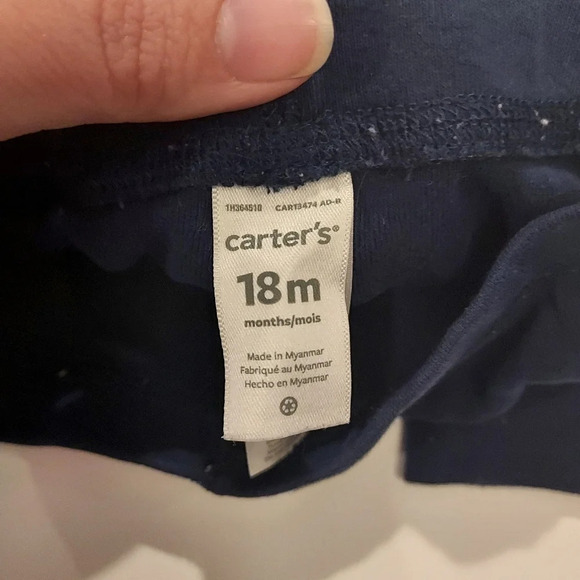 1H364510 CAR13474 AD-B
carter's®
18m
months/mois
Made in Myanmar
Fabriqué au Myanmar
Hecho en Myanmar